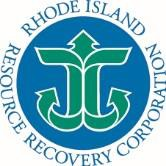 RHODE ISLAND
RESOURCE RECOVERY CORPORATION